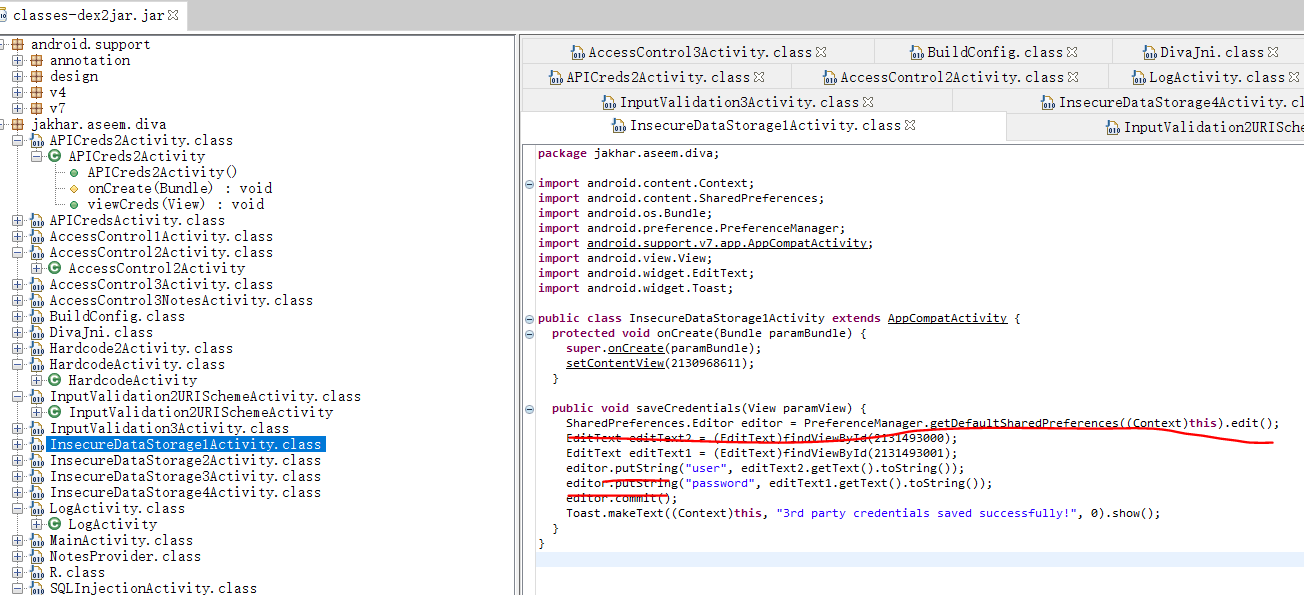 classes-dex2jar.jar
android.support
annotation
design
v4
v7
jakhar.aseem.diva
APICreds2Activity.class
APICreds2Activity
APICreds2Activity()
onCreate(Bundle) : void
viewCreds(View) : void
APICredsActivity.class
AccessControl1Activity.class
AccessControl2Activity.class
AccessControl2Activity
AccessControl3Activity.class
AccessControl3NotesActivity.class
BuildConfig.class
DivaJni.class
Hardcode2Activity.class
HardcodeActivity.class
HardcodeActivity
InputValidation2URISchemeActivity.class
InputValidation2URISchemeActivity
InputValidation3Activity.class
InsecureDataStorage1Activity.class
InsecureDataStorage2Activity.class
InsecureDataStorage3Activity.class
InsecureDataStorage4Activity.class
LogActivity.class
LogActivity
MainActivity.class
NotesProvider.class
R.class
SQLInjectionActivity.class
AccessControl3Activity.class BuildConfig.class DivaJni.class
APICreds2Activity.class AccessControl2Activity.class LogActivity.class
InputValidation3Activity.class InsecureDataStorage4Activity.cl
InsecureDataStorage1Activity.class InputValidation2URISche
package jakhar.aseem.diva;
import android.content.Context;
import android.content.SharedPreferences;
import android.os.Bundle;
import android.preference.PreferenceManager;
import android.support.v7.app.AppCompatActivity;
import android.view.View;
import android.widget.EditText;
import android.widget.Toast;
public class InsecureDataStorage1Activity extends AppCompatActivity {
protected void onCreate(Bundle paramBundle) {
super.onCreate(paramBundle);
setContentView(2130968611);
}
public void saveCredentials(View paramView) {
SharedPreferences.Editor editor = PreferenceManager.getDefaultSharedPreferences((Context)this).edit();
EditText editText2 = (EditText)findViewById(2131493000);
EditText editText1 = (EditText)findViewById(2131493001);
editor.putString("user", editText2.getText().toString());
editor.putString("password", editText1.getText().toString());
editor.commit();
Toast.makeText((Context)this, "3rd party credentials saved successfully!", 0).show();
}
}